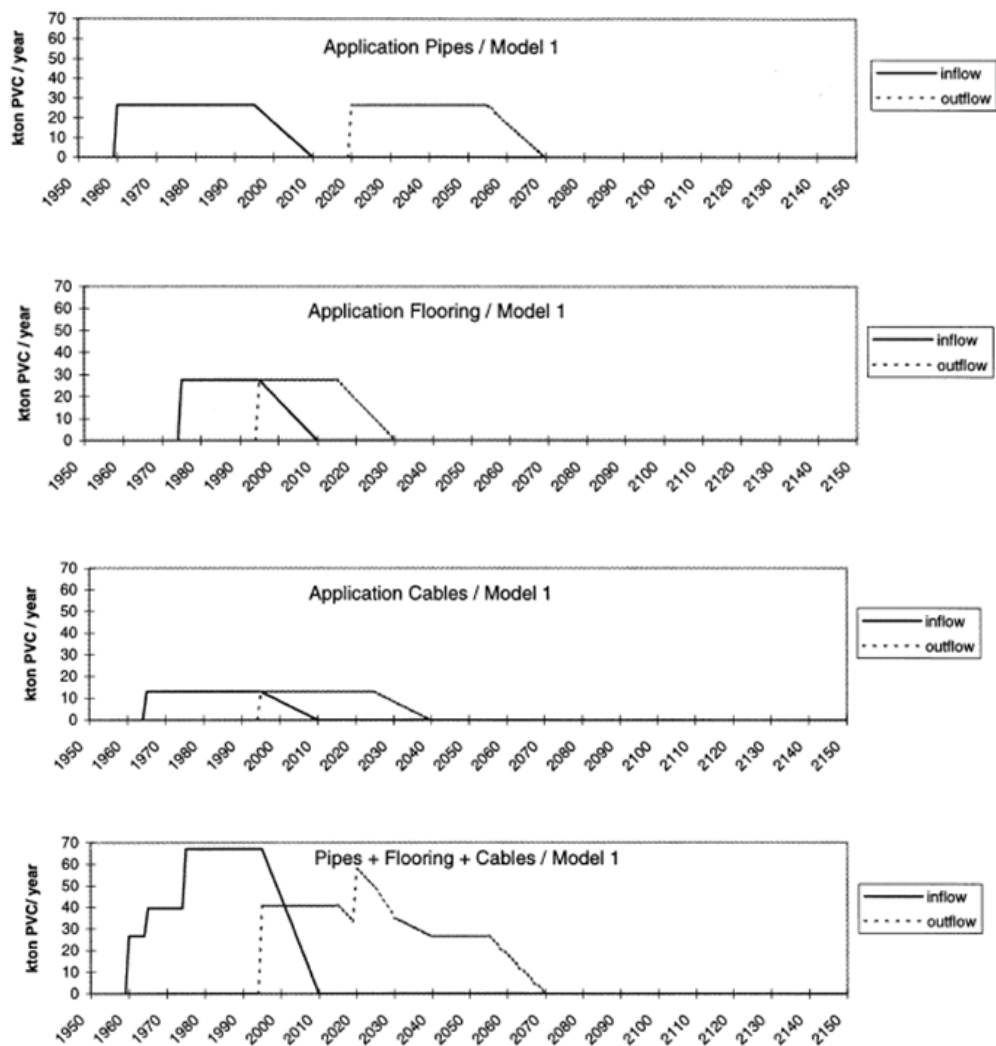 Application Pipes / Model 1
kton PVC / year
70
60
50
40
30
20
10
0
1950 1960 1970 1980 1990 2000 2010 2020 2030 2040 2050 2060 2070 2080 2090 2100 2110 2120 2130 2140 2150
inflow
outflow
Application Flooring / Model 1
kton PVC / year
70
60
50
40
30
20
10
0
1950 1960 1970 1980 1990 2000 2010 2020 2030 2040 2050 2060 2070 2080 2090 2100 2110 2120 2130 2140 2150
inflow
outflow
Application Cables / Model 1
kton PVC / year
70
60
50
40
30
20
10
0
1950 1960 1970 1980 1990 2000 2010 2020 2030 2040 2050 2060 2070 2080 2090 2100 2110 2120 2130 2140 2150
inflow
outflow
Pipes + Flooring + Cables / Model 1
kton PVC/ year
70
60
50
40
30
20
10
0
1950 1960 1970 1980 1990 2000 2010 2020 2030 2040 2050 2060 2070 2080 2090 2100 2110 2120 2130 2140 2150
inflow
outflow